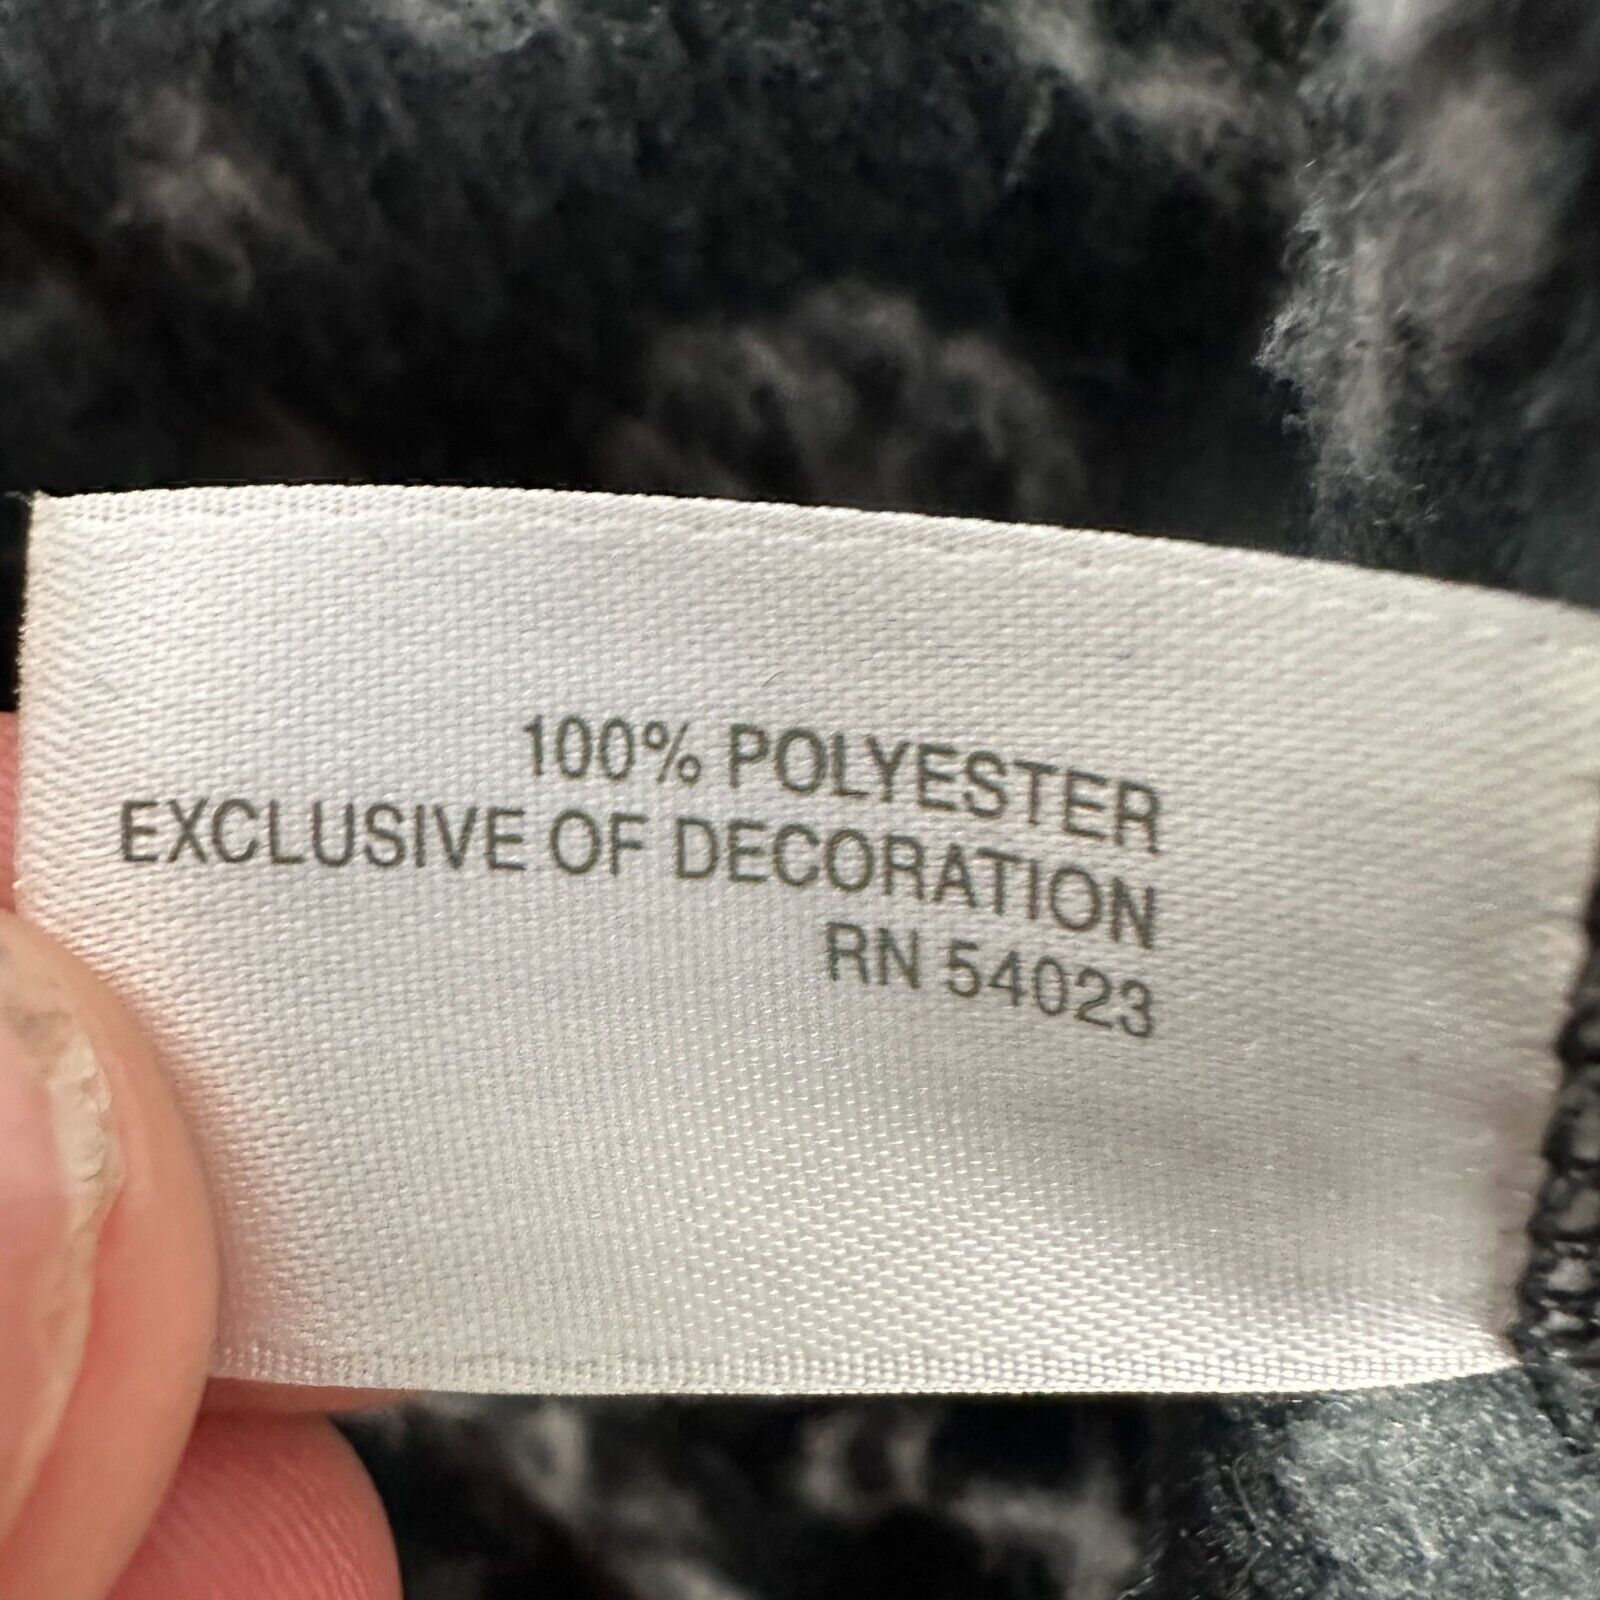 100% POLYESTER
EXCLUSIVE OF DECORATION
RN 54023